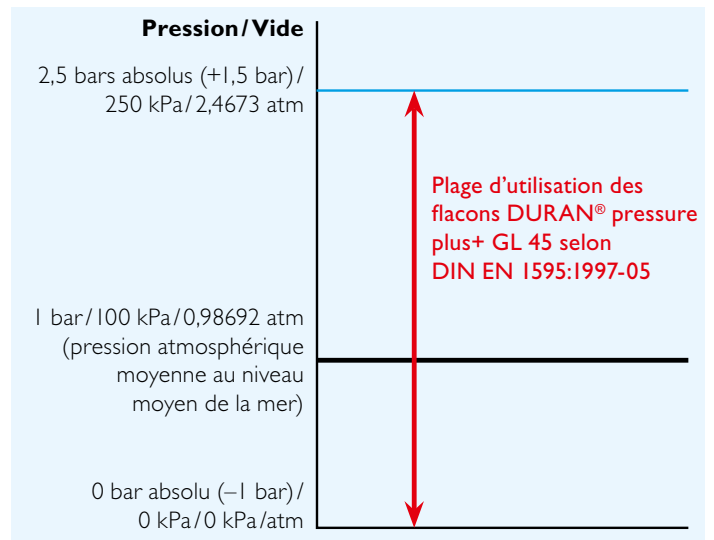 Pression/Vide
2,5 bars absolus (+1,5 bar)/
250 kPa/2,4673 atm
Plage d’utilisation des
flacons DURAN® pressure
plus+ GL 45 selon
DIN EN 1595:1997-05
1 bar/100 kPa/0,98692 atm
(pression atmosphérique
moyenne au niveau
moyen de la mer)
0 bar absolu (–1 bar)/
0 kPa/0 kPa/atm